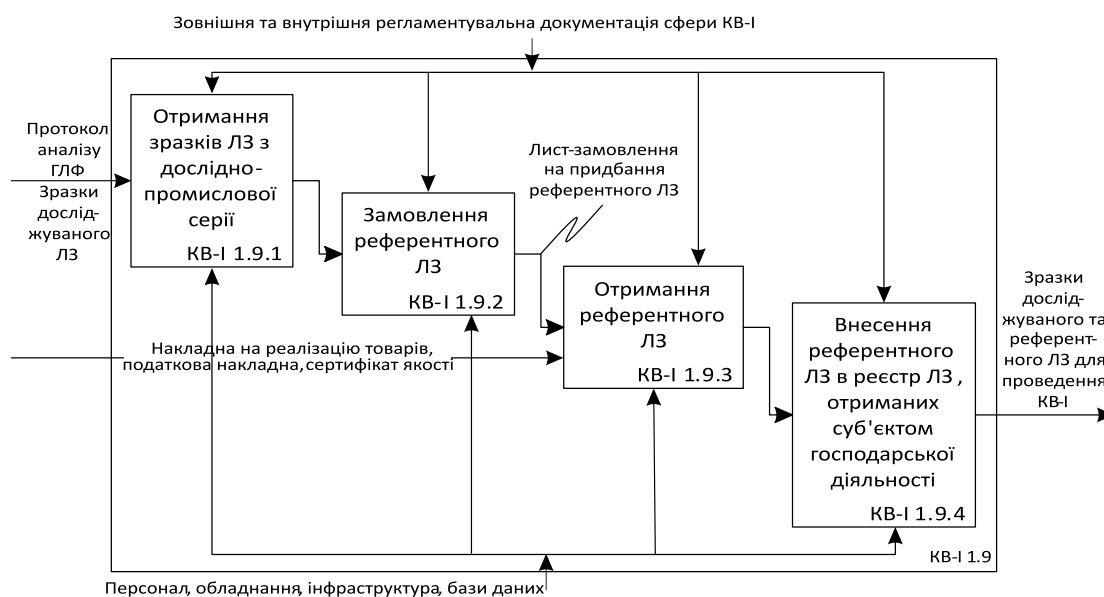 Зовнішня та внутрішня регламентувальна документація сфери КВ-І
Протокол
аналізу
ГЛФ
Зразки
дослід-
жуваного
ЛЗ
Отримання
зразків ЛЗ з
дослідно-
промислової
серії
КВ-І 1.9.1
Замовлення
референтного
ЛЗ
КВ-І 1.9.2
Лист-замовлення
на придбання
референтного ЛЗ
Накладна на реалізацію товарів,
податкова накладна, сертифікат якості
Отримання
референтного
ЛЗ
КВ-І 1.9.3
Внесення
референтного
ЛЗ в реєстр ЛЗ ,
отриманих
суб'єктом
господарської
діяльності
КВ-І 1.9.4
Зразки
дослід-
жуваного та
референт-
ного ЛЗ для
проведення
КВ-І
КВ-І 1.9
Персонал, обладнання, інфраструктура, бази даних